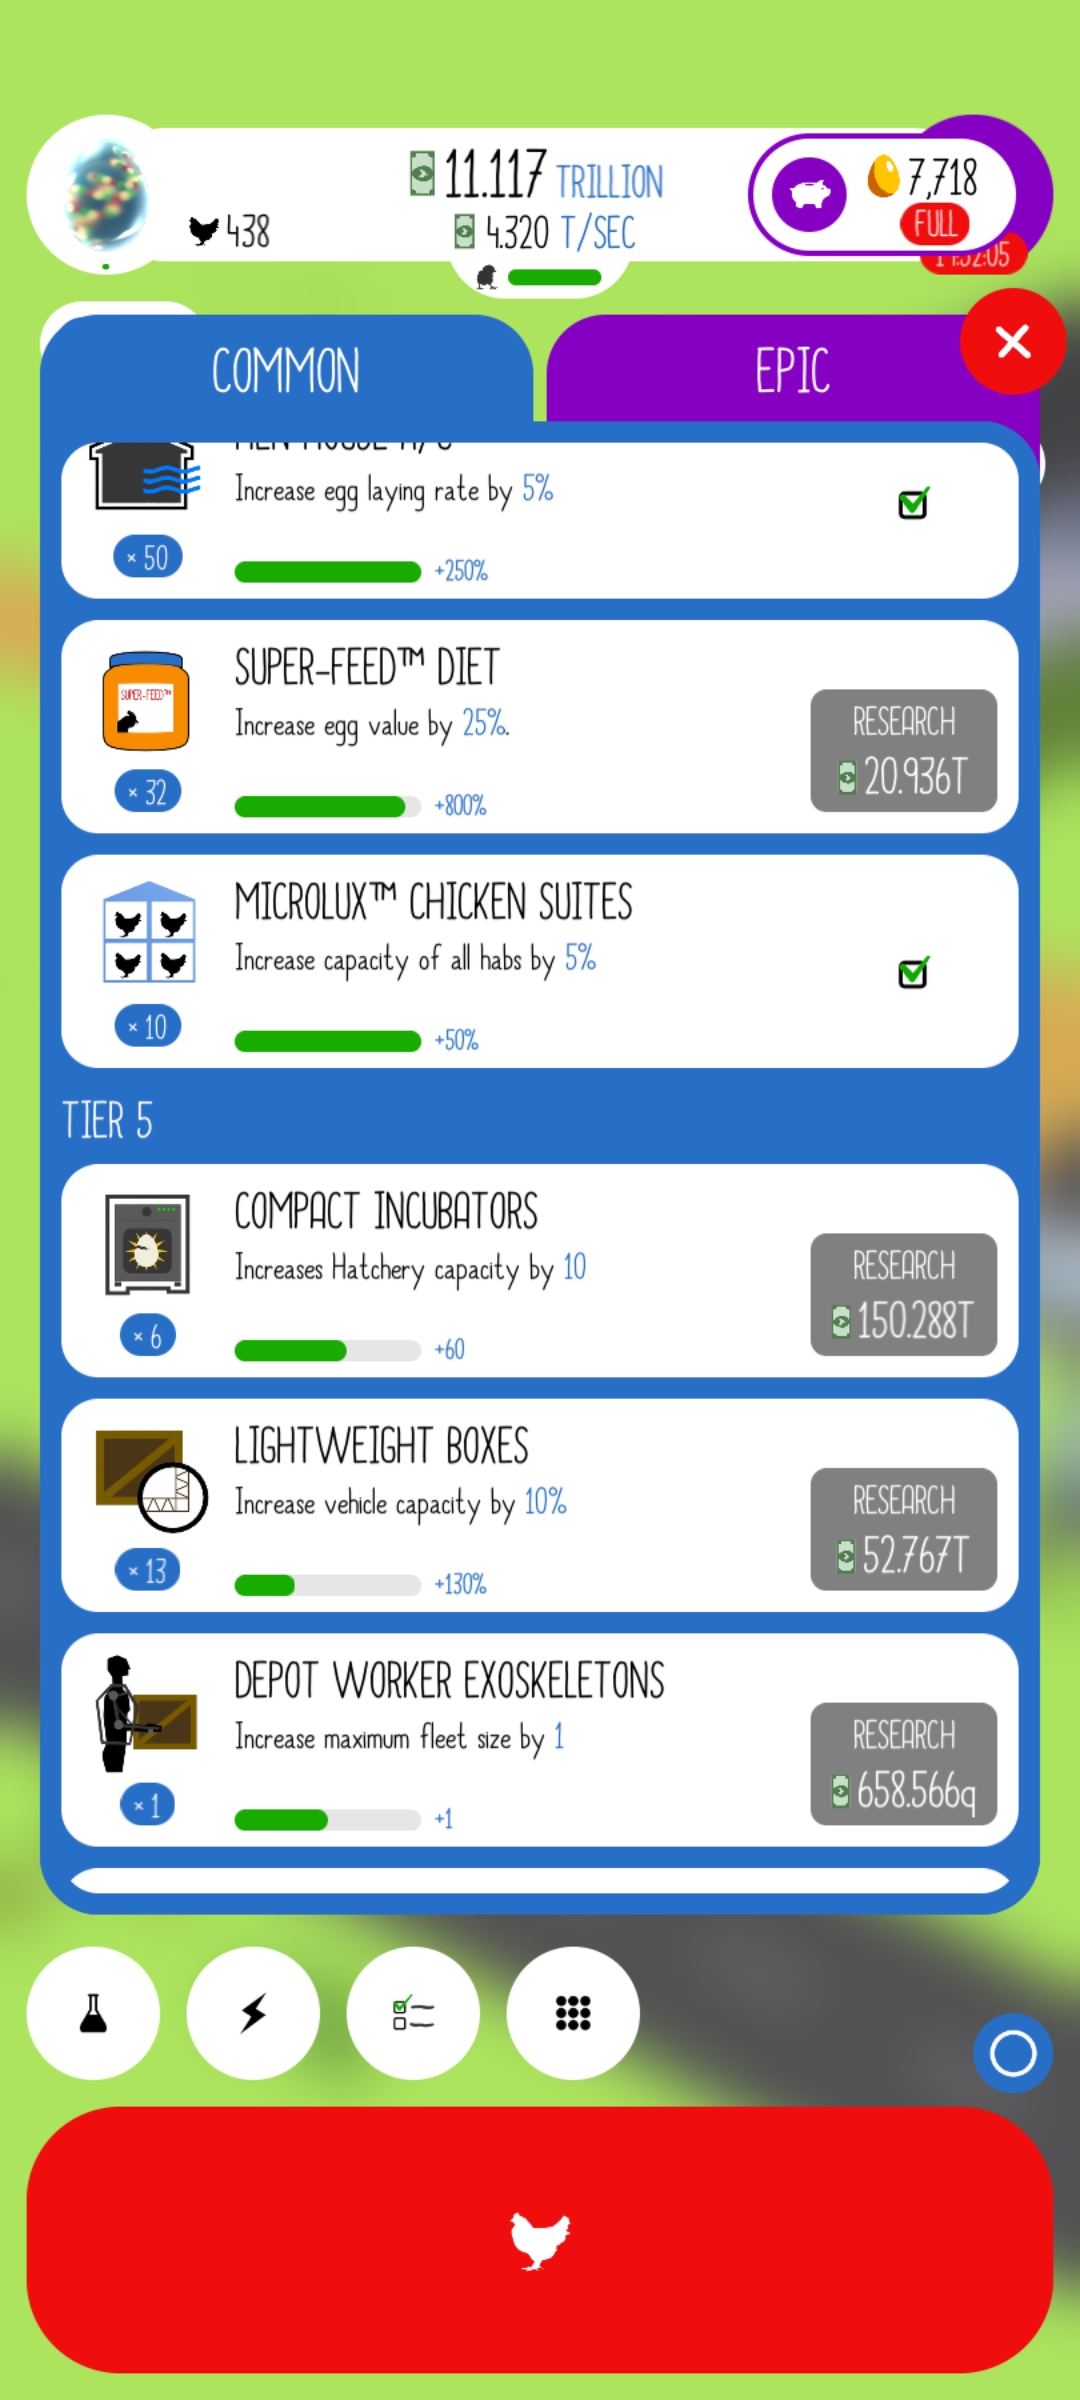 11.117 TRILLION
438
4.320 T/SEC
7,718
FULL
COMMON
EPIC
Increase egg laying rate by 5%
× 50
+250%
SUPER-FEED™ DIET
Increase egg value by 25%.
SUPER-FEED™
RESEARCH
20.936T
× 32
+800%
MICROLUX™ CHICKEN SUITES
Increase capacity of all habs by 5%
× 10
+50%
TIER 5
COMPACT INCUBATORS
Increases Hatchery capacity by 10
RESEARCH
150.288T
× 6
+60
LIGHTWEIGHT BOXES
Increase vehicle capacity by 10%
RESEARCH
52.767T
× 13
+130%
DEPOT WORKER EXOSKELETONS
Increase maximum fleet size by 1
RESEARCH
658.566q
× 1
+1